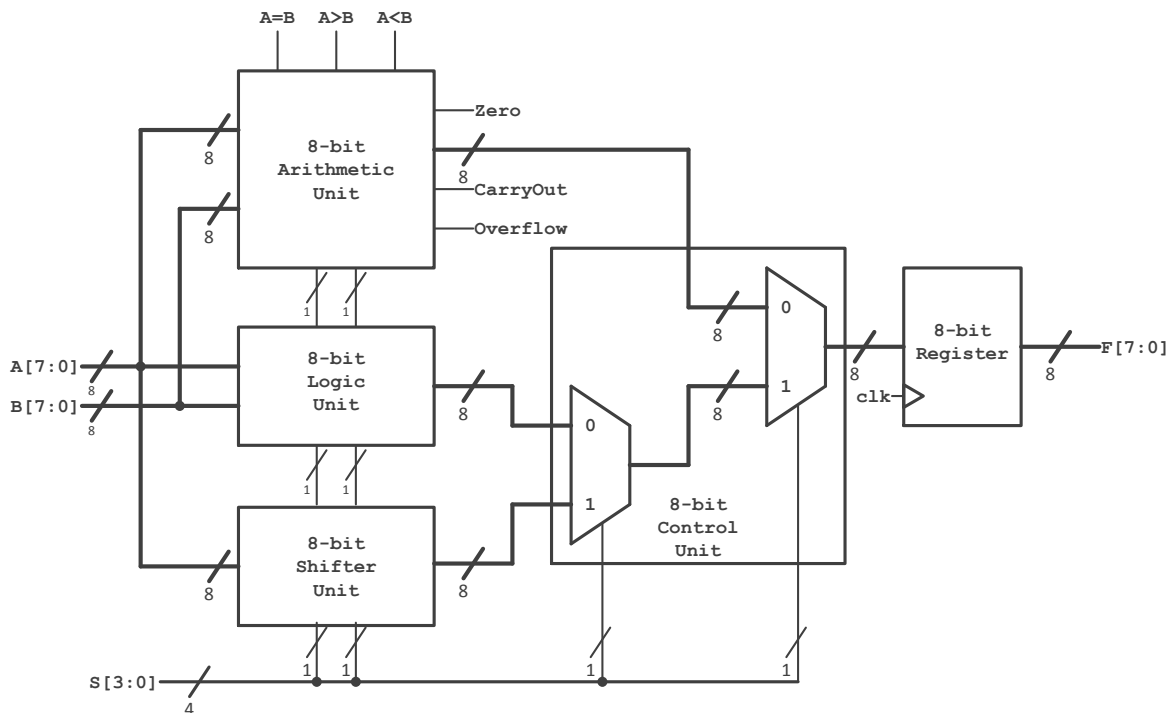 A=B A>B A<B
Zero
8-bit
Arithmetic
Unit
8
8
8
CarryOut
Overflow
1 1
A[7:0]
8
B[7:0]
8
8-bit
Logic
Unit
8
1 1
0
8
1
8
0
1
8-bit
Control
Unit
8
8-bit
Register
clk
8
F[7:0]
8
8-bit
Shifter
Unit
8
1 1
1
1
S[3:0]
4